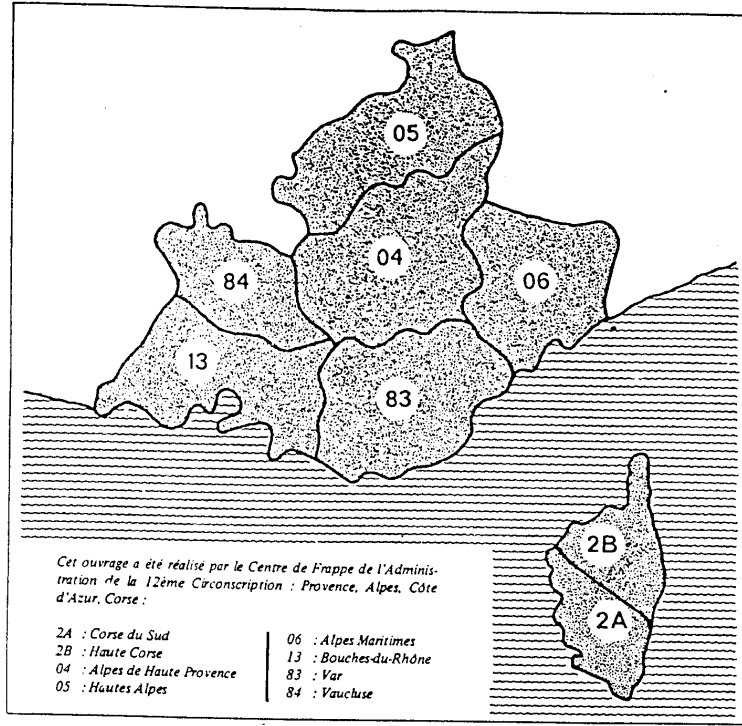 05
04
84
06
13
83
2B
2A
Cet ouvrage a été réalisé par le Centre de Frappe de l'Adminis-
tration de la 12ème Circonscription : Provence, Alpes, Côte
d'Azur, Corse :
2A : Corse du Sud
2B : Haute Corse
04 : Alpes de Haute Provence
05 : Hautes Alpes
06 : Alpes Maritimes
13 : Bouches-du-Rhône
83 : Var
84 : Vaucluse